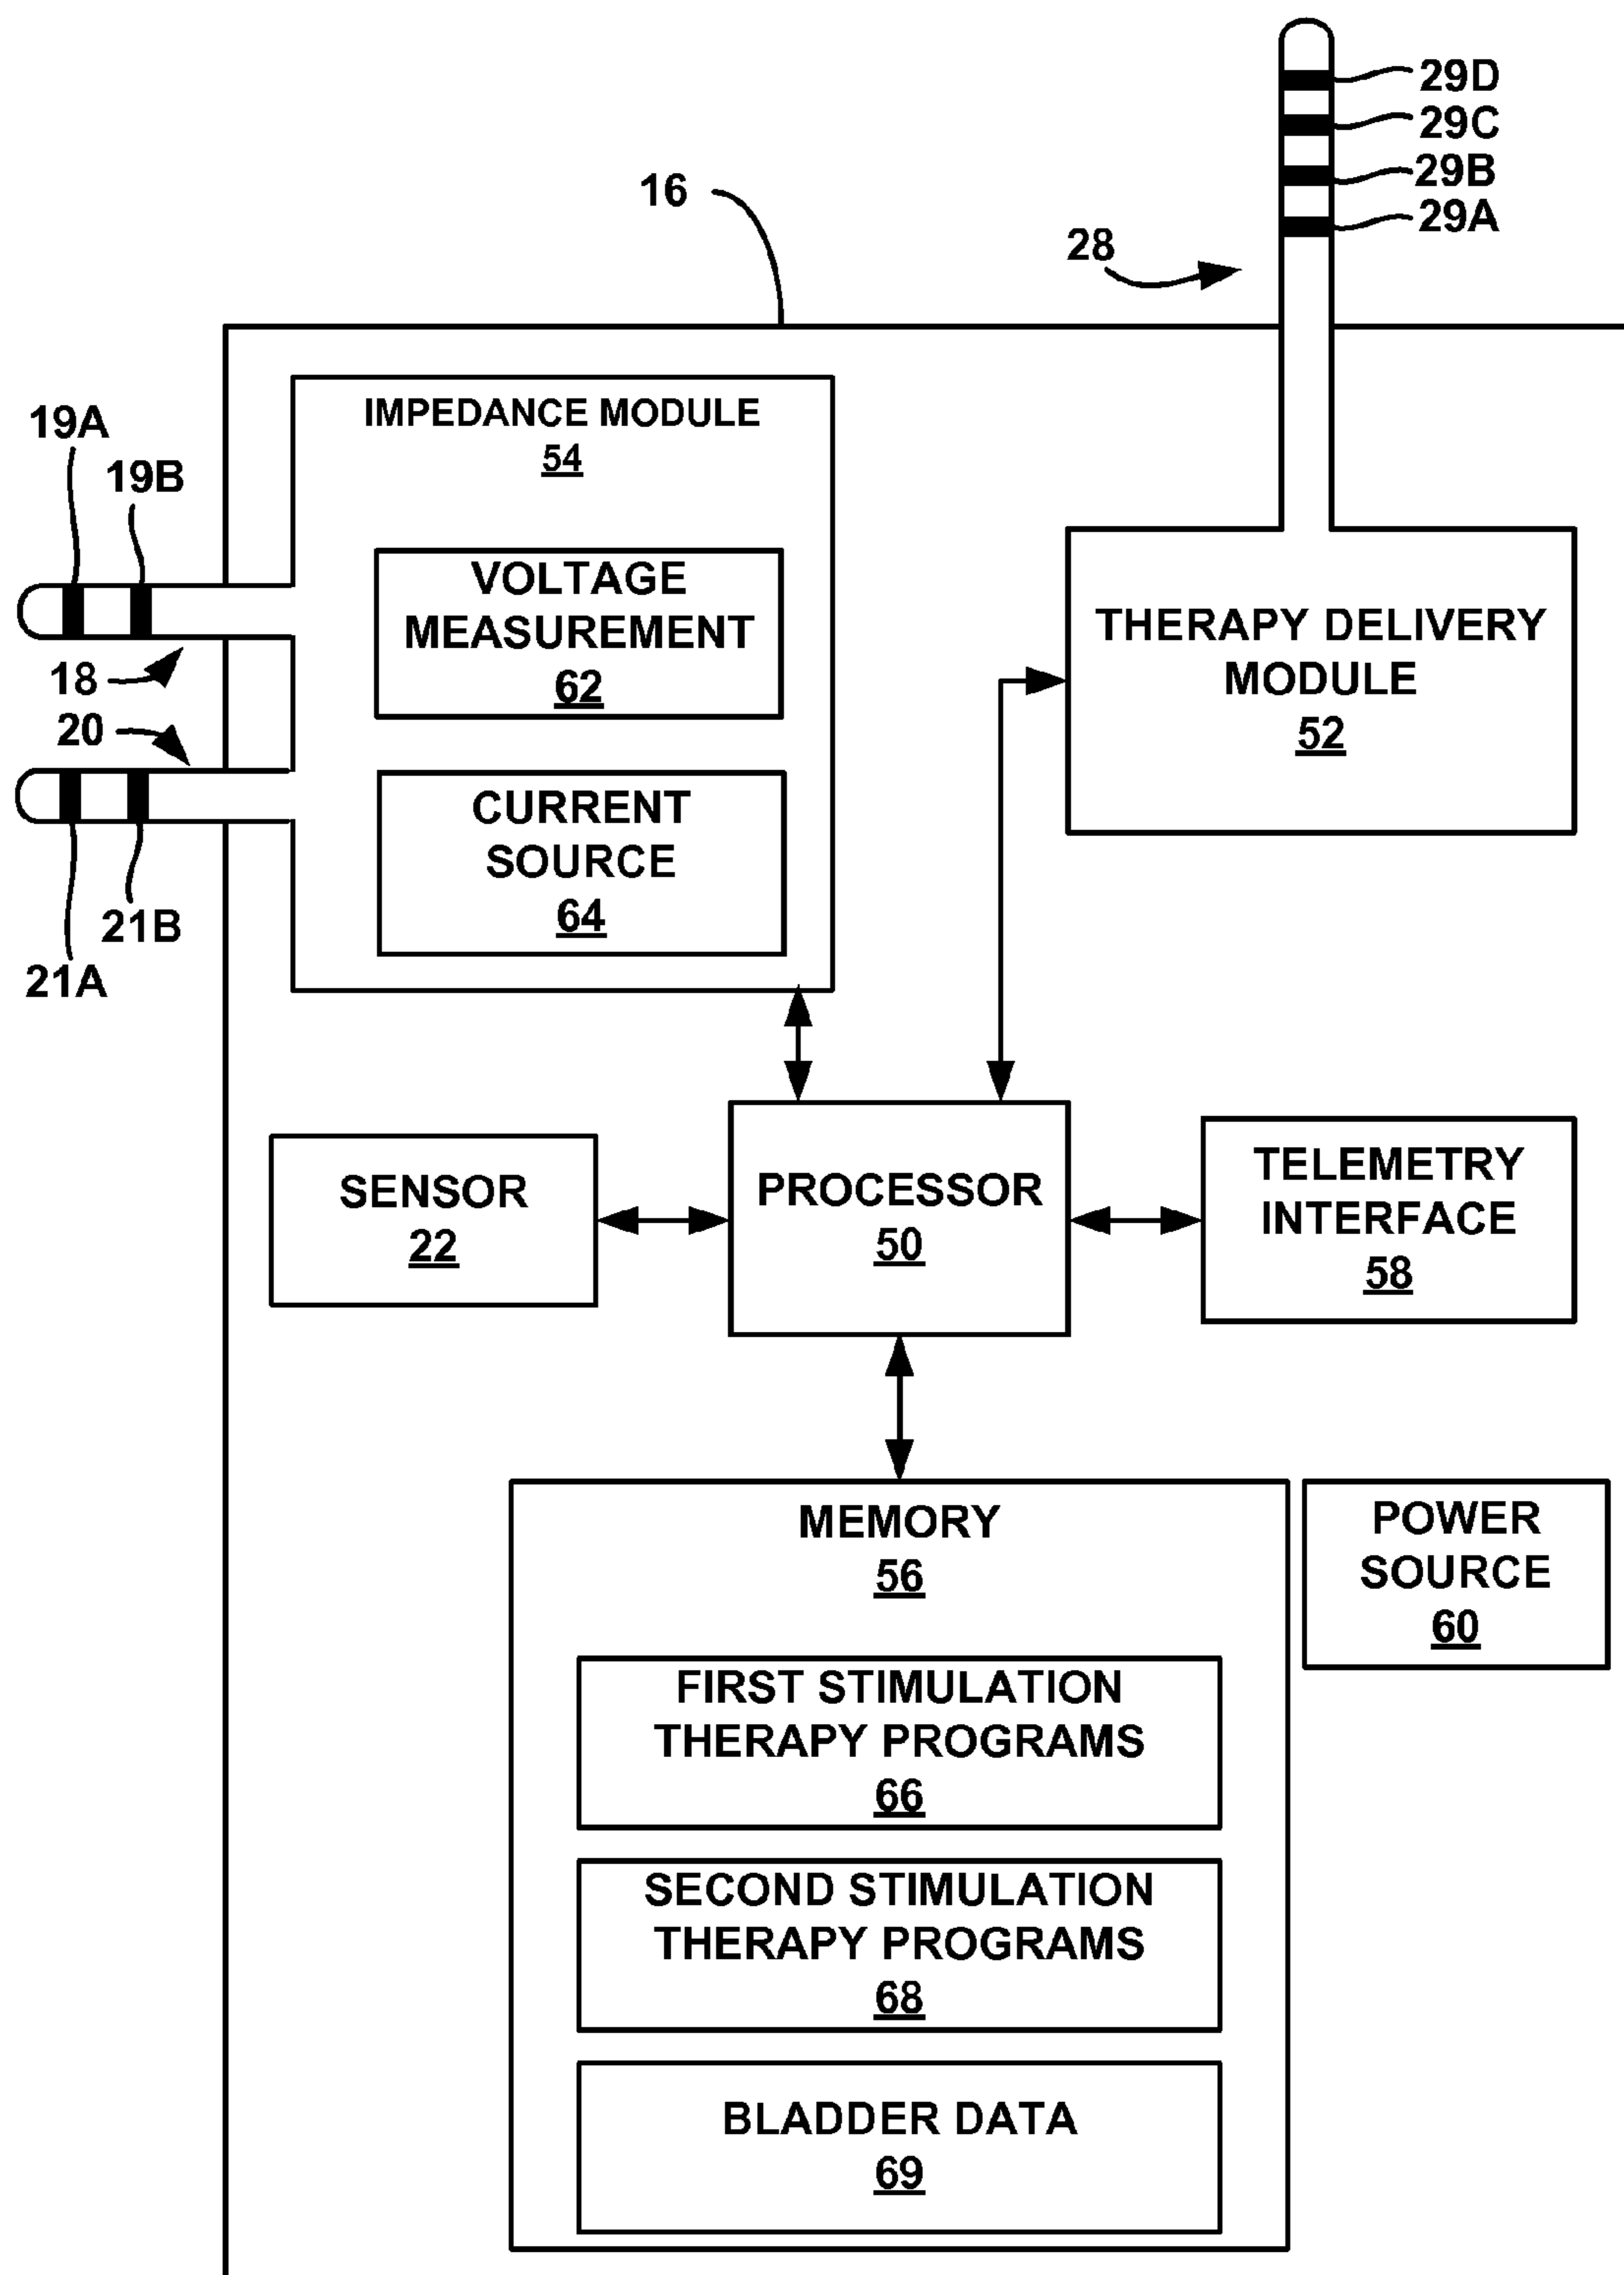 29D
29C
29B
29A
16
28
19A
19B
IMPEDANCE MODULE
54
VOLTAGE
MEASUREMENT
62
18
20
CURRENT
SOURCE
64
21B
21A
THERAPY DELIVERY
MODULE
52
SENSOR
22
PROCESSOR
50
TELEMETRY
INTERFACE
58
MEMORY
56
POWER
SOURCE
60
FIRST STIMULATION
THERAPY PROGRAMS
66
SECOND STIMULATION
THERAPY PROGRAMS
68
BLADDER DATA
69